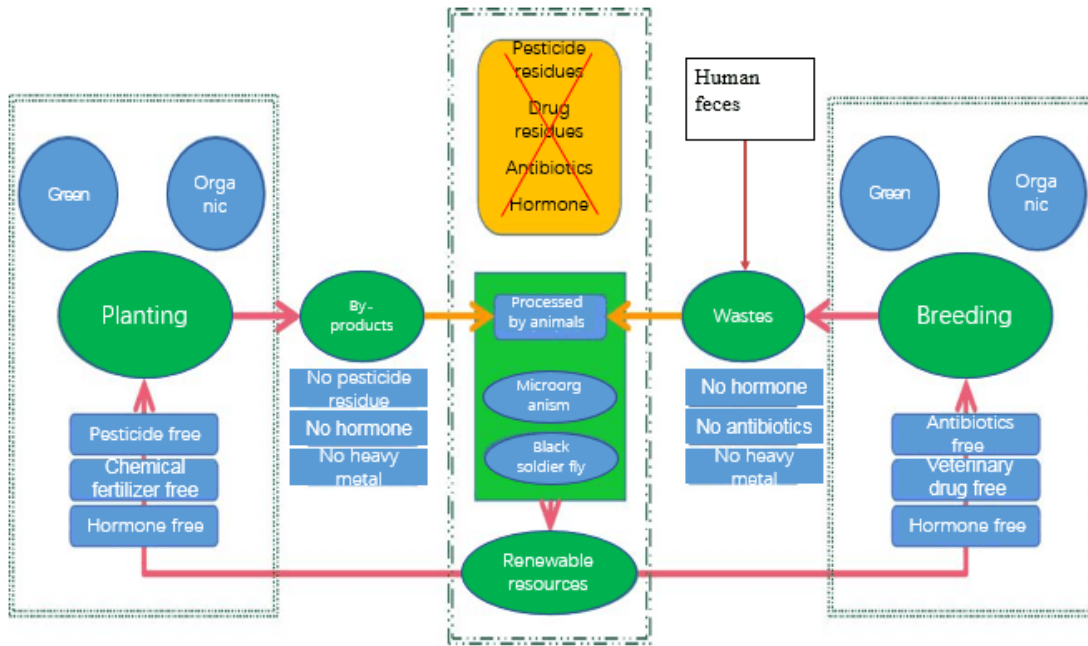 Pesticide
residues
Drug
residues
Antibiotics
Hormone
Human
feces
Green
Orga
nic
Green
Orga
nic
Planting
By-
products
Processed
by animals
Wastes
Breeding
No pesticide
residue
No hormone
No heavy
metal
Microorg
anism
Black
soldier fly
No hormone
No antibiotics
No heavy
metal
Pesticide free
Chemical
fertilizer free
Hormone free
Antibiotics
free
Veterinary
drug free
Hormone free
Renewable
resources